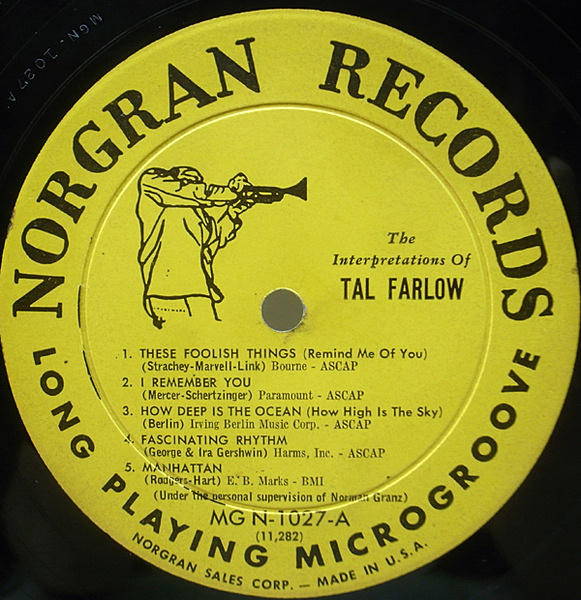 MGN-1027A
NORGRAN RECORDS
The
Interpretations Of
TAL FARLOW
1. THESE FOOLISH THINGS (Remind Me Of You)
(Strachey-Marvell-Link) Bourne - ASCAP
2. I REMEMBER YOU
(Mercer-Schertzinger) Paramount - ASCAP
3. HOW DEEP IS THE OCEAN (How High Is The Sky)
(Berlin) Irving Berlin Music Corp. - ASCAP
4. FASCINATING RHYTHM
(George & Ira Gershwin) Harms, Inc. - ASCAP
5. MANHATTAN
(Rodgers-Hart) E. B. Marks - BMI
(Under the personal supervision of Norman Granz)
MG N-1027-A
(11,282)
LONG PLAYING MICROGROOVE
NORGRAN SALES CORP. — MADE IN U.S.A.